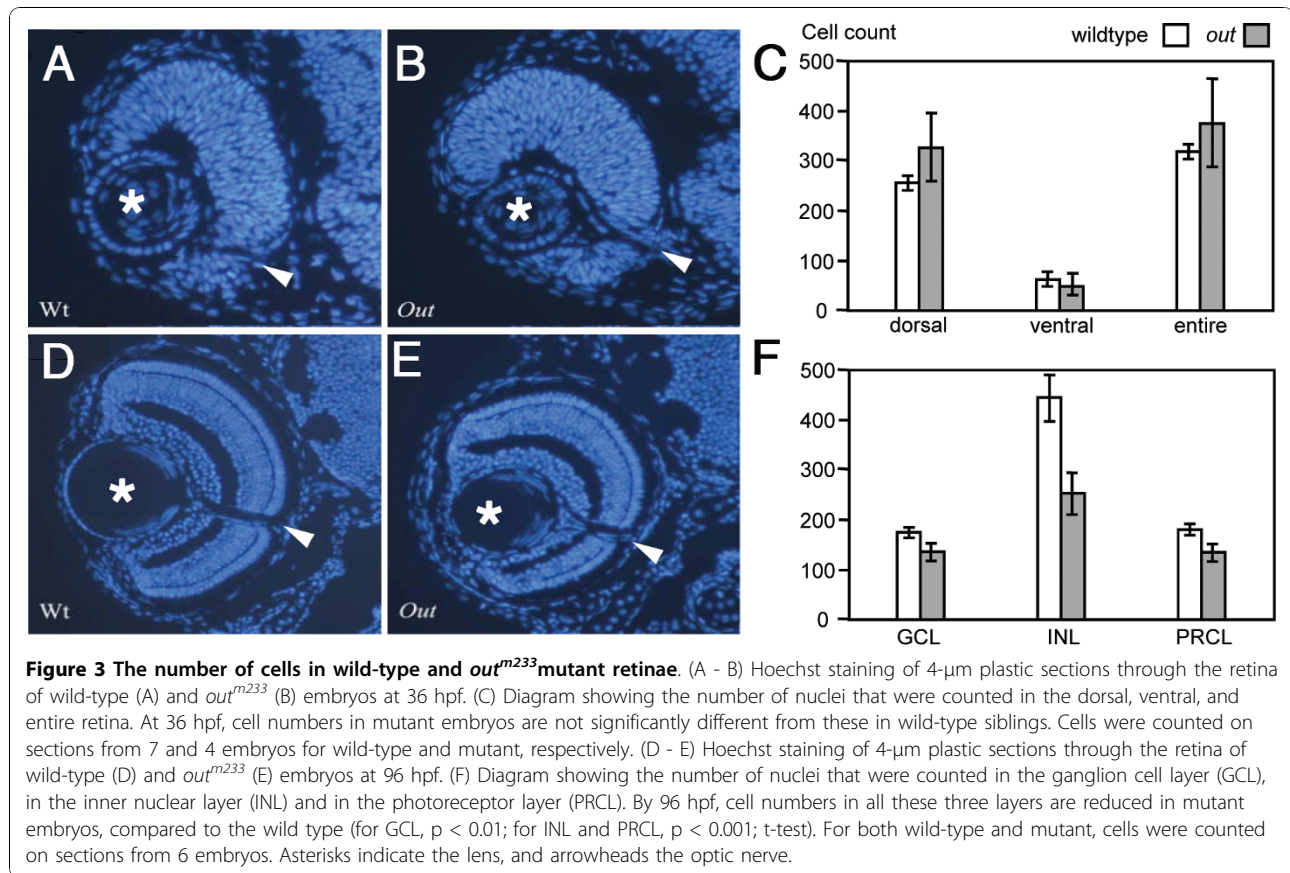 A
Wt
B
Out
C
Cell count
wildtype out
500
400
300
200
100
0
dorsal ventral entire
D
Wt
E
Out
F
500
400
300
200
100
0
GCL INL PRCL
Figure 3 The number of cells in wild-type and out^m233 mutant retinae. (A - B) Hoechst staining of 4-μm plastic sections through the retina
of wild-type (A) and out^m233 (B) embryos at 36 hpf. (C) Diagram showing the number of nuclei that were counted in the dorsal, ventral, and
entire retina. At 36 hpf, cell numbers in mutant embryos are not significantly different from these in wild-type siblings. Cells were counted on
sections from 7 and 4 embryos for wild-type and mutant, respectively. (D - E) Hoechst staining of 4-μm plastic sections through the retina of
wild-type (D) and out^m233 (E) embryos at 96 hpf. (F) Diagram showing the number of nuclei that were counted in the ganglion cell layer (GCL),
in the inner nuclear layer (INL) and in the photoreceptor layer (PRCL). By 96 hpf, cell numbers in all these three layers are reduced in mutant
embryos, compared to the wild type (for GCL, p < 0.01; for INL and PRCL, p < 0.001; t-test). For both wild-type and mutant, cells were counted
on sections from 6 embryos. Asterisks indicate the lens, and arrowheads the optic nerve.